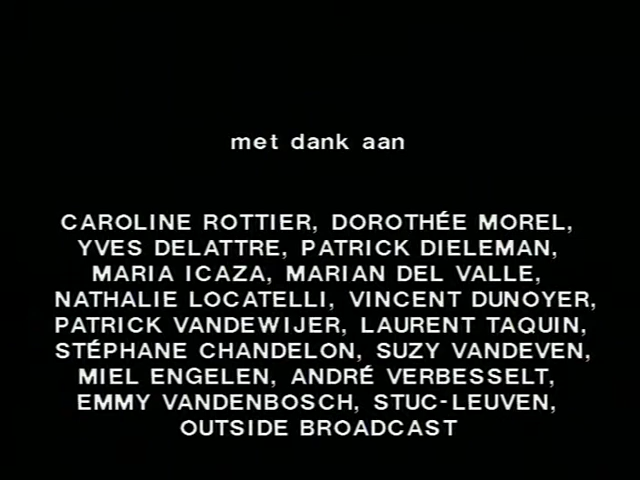 met dank aan
CAROLINE ROTTIER, DOROTHÉE MOREL,
YVES DELATTRE, PATRICK DIELEMAN,
MARIA ICAZA, MARIAN DEL VALLE,
NATHALIE LOCATELLI, VINCENT DUNOYER,
PATRICK VANDEWIJER, LAURENT TAQUIN,
STÉPHANE CHANDELON, SUZY VANDEVEN,
MIEL ENGELEN, ANDRÉ VERBESSELT,
EMMY VANDENBOSCH, STUC-LEUVEN,
OUTSIDE BROADCAST